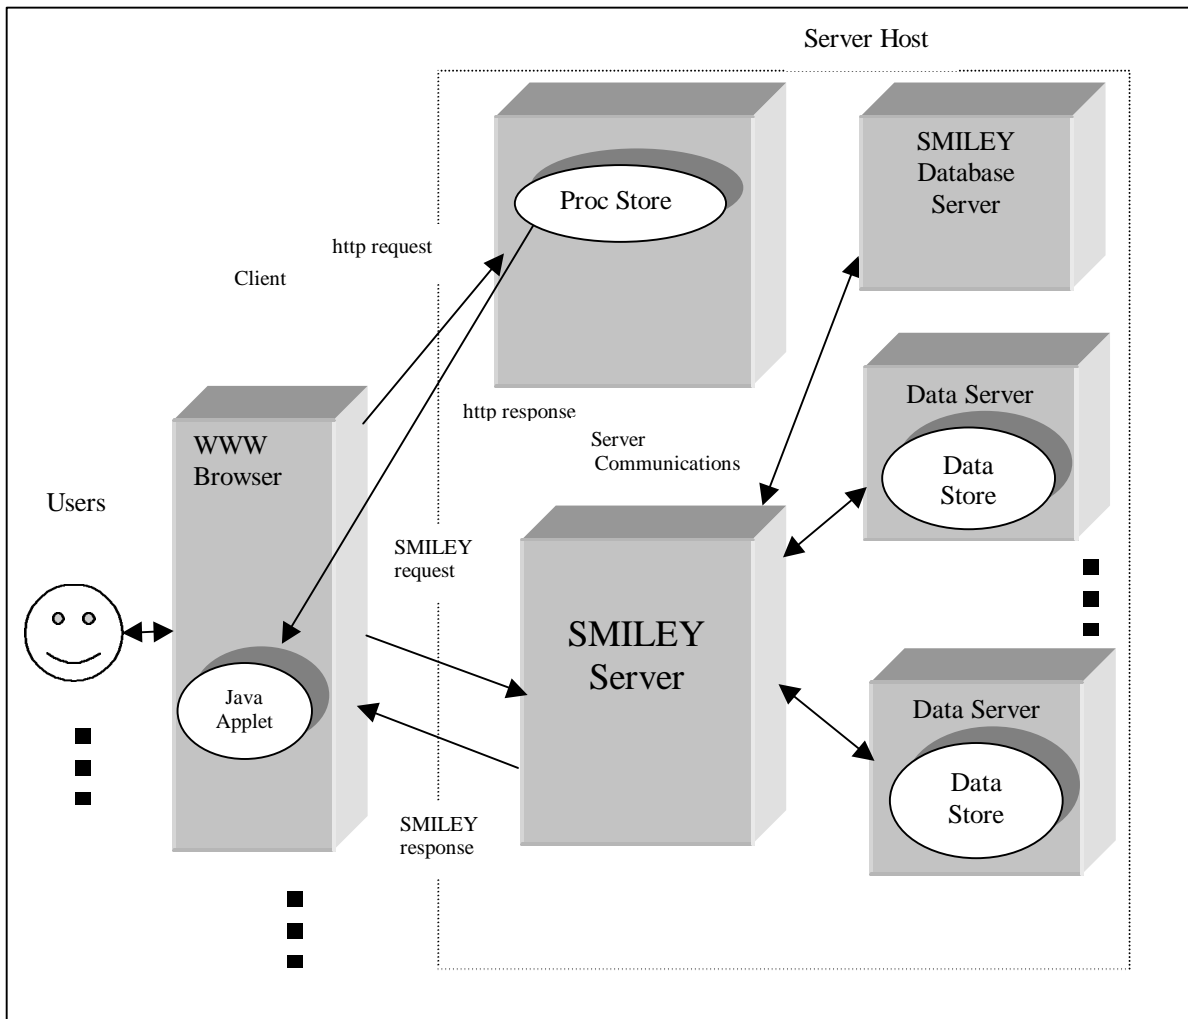 Server Host
SMILEY
Database
Server
Proc Store
http request
Client
Data Server
http response
Server
Communications
WWW
Browser
Data
Store
Users
SMILEY
request
SMILEY
Server
Java
Applet
Data Server
Data
Store
SMILEY
response